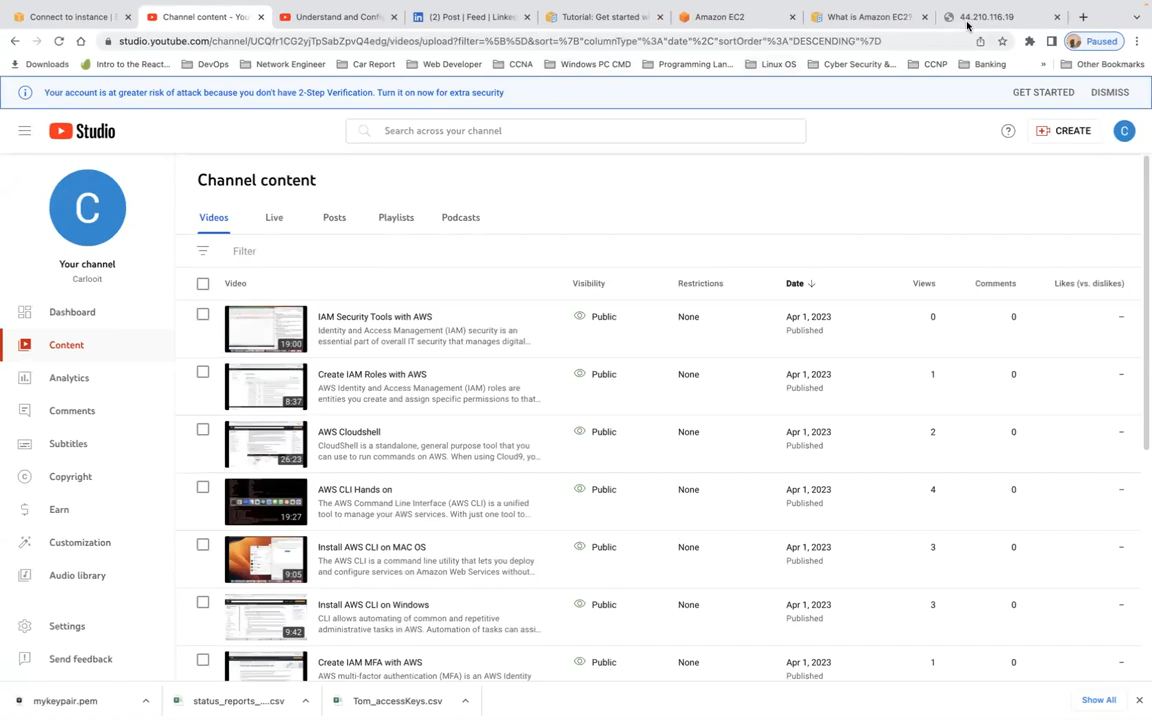 Connect to instance | E
Channel content - You
Understand and Confi
(2) Post | Feed | Linke
Tutorial: Get started w
Amazon EC2
What is Amazon EC2?
44.210.116.19
studio.youtube.com/channel/UCQfr1CG2yjTpSabZpvQ4edg/videos/upload?filter=%5B%5D&sort=%7B"columnType"%3A"date"%2C"sortOrder"%3A"DESCENDING"%7D
Paused
Downloads
Intro to the React...
DevOps
Network Engineer
Car Report
Web Developer
CCNA
Windows PC CMD
Programming Lan...
Linux OS
Cyber Security &...
CCNP
Banking
»
Other Bookmarks
Your account is at greater risk of attack because you don't have 2-Step Verification. Turn it on now for extra security
GET STARTED
DISMISS
Studio
Search across your channel
CREATE
C
C
Your channel
Carlooit
Dashboard
Content
Analytics
Comments
Subtitles
Copyright
Earn
Customization
Audio library
Settings
Send feedback
Channel content
Videos
Live
Posts
Playlists
Podcasts
Filter
Video
Visibility
Restrictions
Date
Views
Comments
Likes (vs. dislikes)
19:00
IAM Security Tools with AWS
Identity and Access Management (IAM) security is an
essential part of overall IT security that manages digital...
Public
None
Apr 1, 2023
Published
0
0
–
8:37
Create IAM Roles with AWS
AWS Identity and Access Management (IAM) roles are
entities you create and assign specific permissions to that...
Public
None
Apr 1, 2023
Published
1
0
–
26:23
AWS Cloudshell
CloudShell is a standalone, general purpose tool that you
can use to run commands on AWS. When using Cloud9, yo...
Public
None
Apr 1, 2023
Published
2
0
–
19:27
AWS CLI Hands on
The AWS Command Line Interface (AWS CLI) is a unified
tool to manage your AWS services. With just one tool to...
Public
None
Apr 1, 2023
Published
4
0
–
9:05
Install AWS CLI on MAC OS
The AWS CLI is a command line utility that lets you deploy
and configure services on Amazon Web Services without...
Public
None
Apr 1, 2023
Published
3
0
–
9:42
Install AWS CLI on Windows
CLI allows automating of common and repetitive
administrative tasks in AWS. Automation of tasks can assi...
Public
None
Apr 1, 2023
Published
3
0
–
Create IAM MFA with AWS
AWS multi-factor authentication (MFA) is an AWS Identity
Public
None
Apr 1, 2023
Published
1
0
–
mykeypair.pem
status_reports_....csv
Tom_accessKeys.csv
Show All